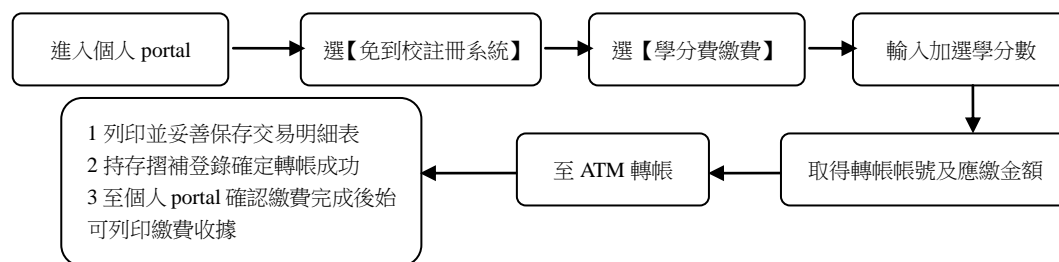 進入個人 portal
選【免到校註冊系統】
選【學分費繳費】
輸入加選學分數
取得轉帳帳號及應繳金額
至 ATM 轉帳
1 列印並妥善保存交易明細表
2 持存摺補登錄確定轉帳成功
3 至個人 portal 確認繳費完成後始
可列印繳費收據